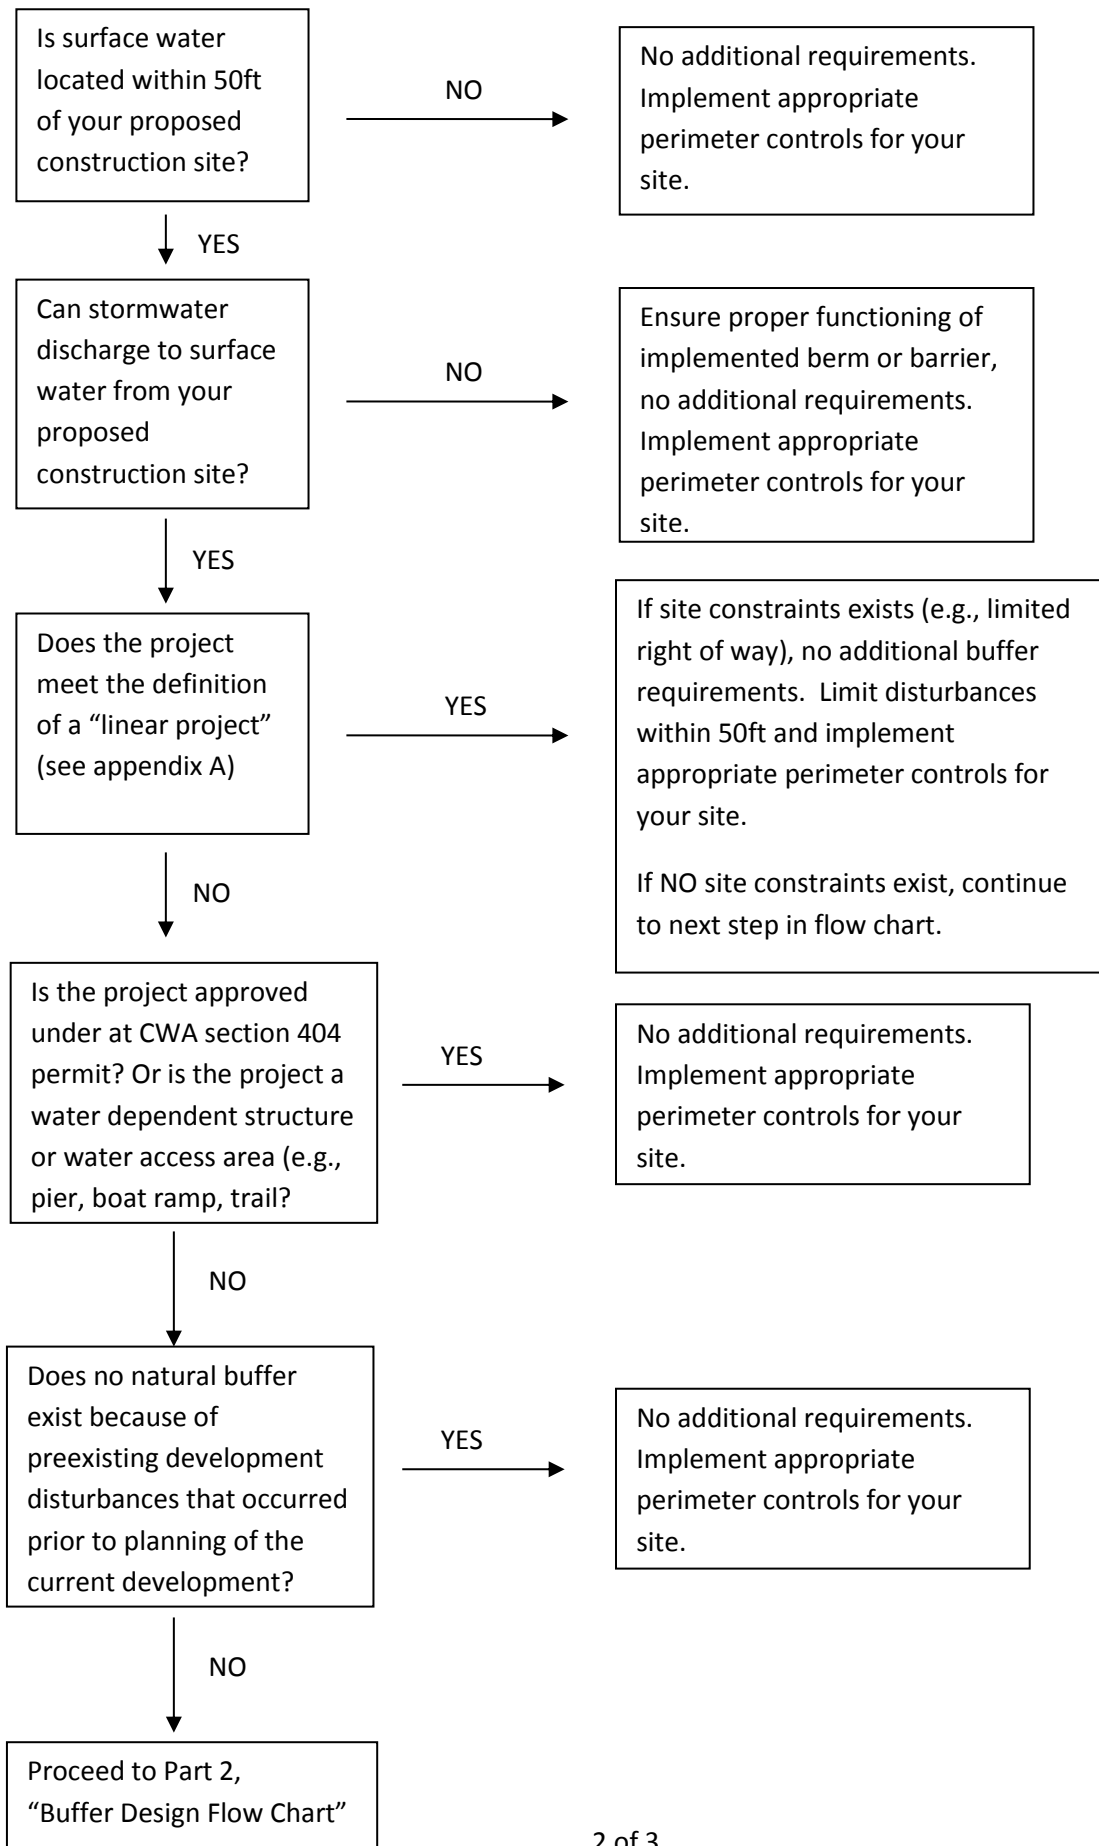 Is surface water
located within 50ft
of your proposed
construction site?
NO
No additional requirements.
Implement appropriate
perimeter controls for your
site.
YES
Can stormwater
discharge to surface
water from your
proposed
construction site?
NO
Ensure proper functioning of
implemented berm or barrier,
no additional requirements.
Implement appropriate
perimeter controls for your
site.
YES
Does the project
meet the definition
of a “linear project”
(see appendix A)
YES
If site constraints exists (e.g., limited
right of way), no additional buffer
requirements.  Limit disturbances
within 50ft and implement
appropriate perimeter controls for
your site.
If NO site constraints exist, continue
to next step in flow chart.
NO
Is the project approved
under at CWA section 404
permit? Or is the project a
water dependent structure
or water access area (e.g.,
pier, boat ramp, trail?
YES
No additional requirements.
Implement appropriate
perimeter controls for your
site.
NO
Does no natural buffer
exist because of
preexisting development
disturbances that occurred
prior to planning of the
current development?
YES
No additional requirements.
Implement appropriate
perimeter controls for your
site.
NO
Proceed to Part 2,
“Buffer Design Flow Chart”
2 of 3